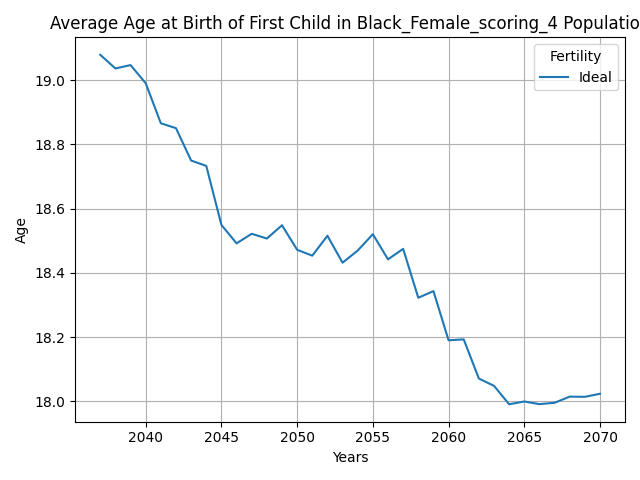 Average Age at Birth of First Child in Black_Female_scoring_4 Populatio
Fertility
Ideal
19.0
18.8
18.6
18.4
18.2
18.0
Age
2040 2045 2050 2055 2060 2065 2070
Years